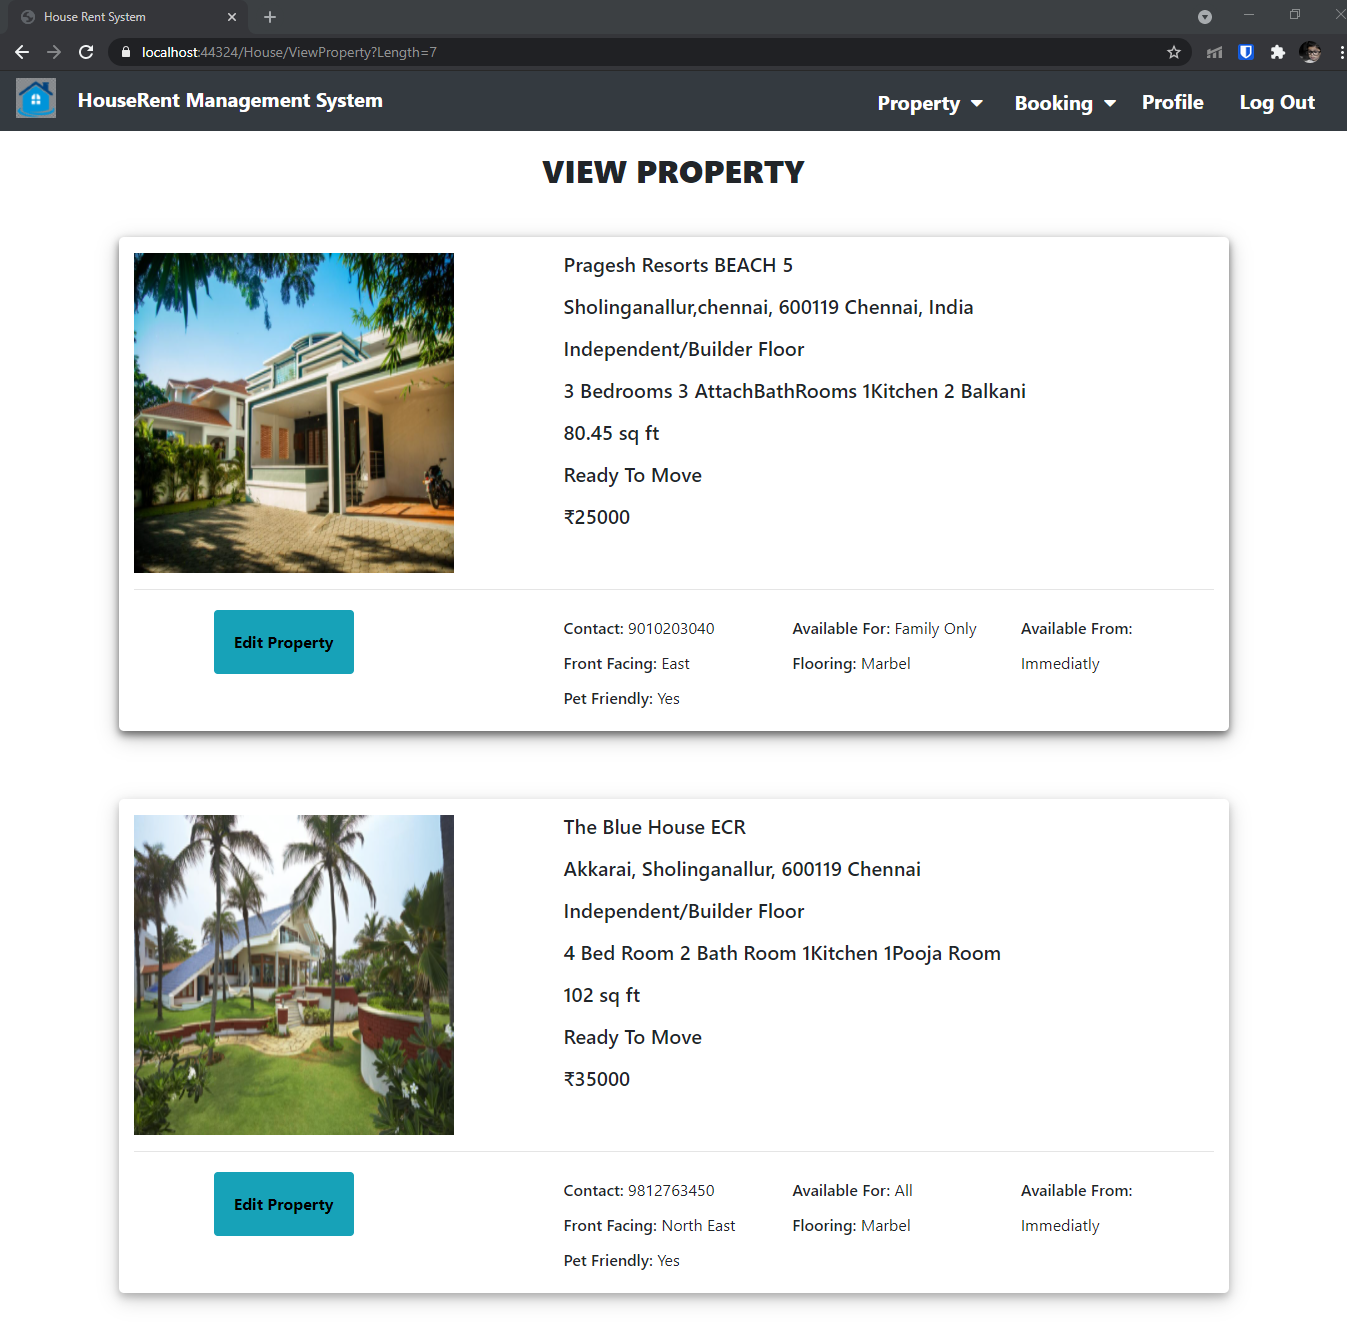 House Rent System
localhost:44324/House/ViewProperty?Length=7
HouseRent Management System
Property
Booking
Profile
Log Out
VIEW PROPERTY
Pragesh Resorts BEACH 5
Sholinganallur,chennai, 600119 Chennai, India
Independent/Builder Floor
3 Bedrooms 3 AttachBathRooms 1Kitchen 2 Balkani
80.45 sq ft
Ready To Move
₹25000
Edit Property
Contact: 9010203040
Front Facing: East
Pet Friendly: Yes
Available For: Family Only
Flooring: Marbel
Available From:
Immediatly
The Blue House ECR
Akkarai, Sholinganallur, 600119 Chennai
Independent/Builder Floor
4 Bed Room 2 Bath Room 1Kitchen 1Pooja Room
102 sq ft
Ready To Move
₹35000
Edit Property
Contact: 9812763450
Front Facing: North East
Pet Friendly: Yes
Available For: All
Flooring: Marbel
Available From:
Immediatly